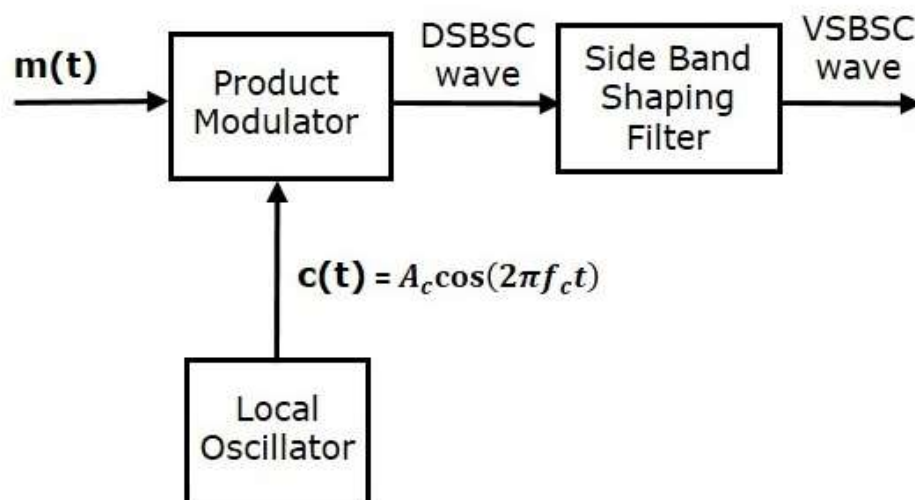 m(t)
Product
Modulator
DSBSC
wave
Side Band
Shaping
Filter
VSBSC
wave
c(t) = A_c cos(2πf_c t)
Local
Oscillator